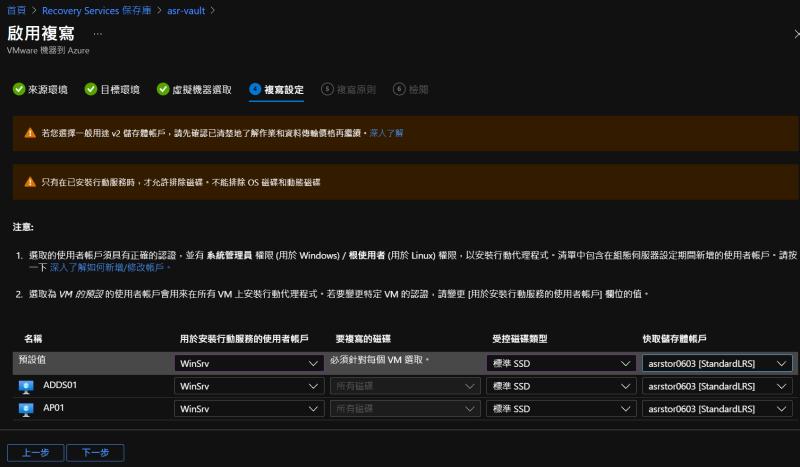 首頁 > Recovery Services 保存庫 > asr-vault >
啟用複寫 ...
VMware 機器到 Azure
來源環境 目標環境 虛擬機器選取 4 複寫設定 5 複寫原則 6 檢閱
若您選擇一般用途 v2 儲存體帳戶，請先確認已清楚地了解作業和資料傳輸價格再繼續。深入了解
只有在已安裝行動服務時，才允許排除磁碟。不能排除 OS 磁碟和動態磁碟
注意:
1. 選取的使用者帳戶須具有正確的認證，並有 系統管理員 權限 (用於 Windows) / 根使用者 (用於 Linux) 權限，以安裝行動代理程式。清單中包含在組態伺服器設定期間新增的使用者帳戶。請按
一下 深入了解如何新增/修改帳戶。
2. 選取為 VM 的預設 的使用者帳戶會用來在所有 VM 上安裝行動代理程式。若要變更特定 VM 的認證，請變更 [用於安裝行動服務的使用者帳戶] 欄位的值。
名稱 用於安裝行動服務的使用者帳戶 要複寫的磁碟 受控磁碟類型 快取儲存體帳戶
預設值 WinSrv 必須針對每個 VM 選取。 標準 SSD asrstor0603 [StandardLRS]
ADDS01 WinSrv 所有磁碟 標準 SSD asrstor0603 [StandardLRS]
AP01 WinSrv 所有磁碟 標準 SSD asrstor0603 [StandardLRS]
上一步 下一步